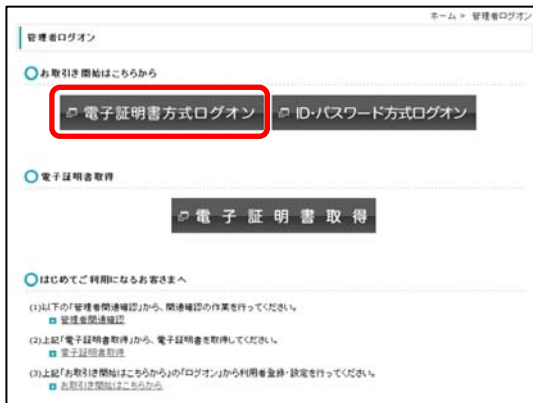 ホーム > 管理者ログオン
管理者ログオン
お取引き開始はこちらから
電子証明書方式ログオン
ID・パスワード方式ログオン
電子証明書取得
電子証明書取得
はじめてご利用になるお客さまへ
(1)以下の「管理者開通確認」から、開通確認の作業を行ってください。
管理者開通確認
(2)上記「電子証明書取得」から、電子証明書を取得してください。
電子証明書取得
(3)上記「お取引き開始はこちらから」の「ログオン」から利用者登録・設定を行ってください。
お取引き開始はこちらから